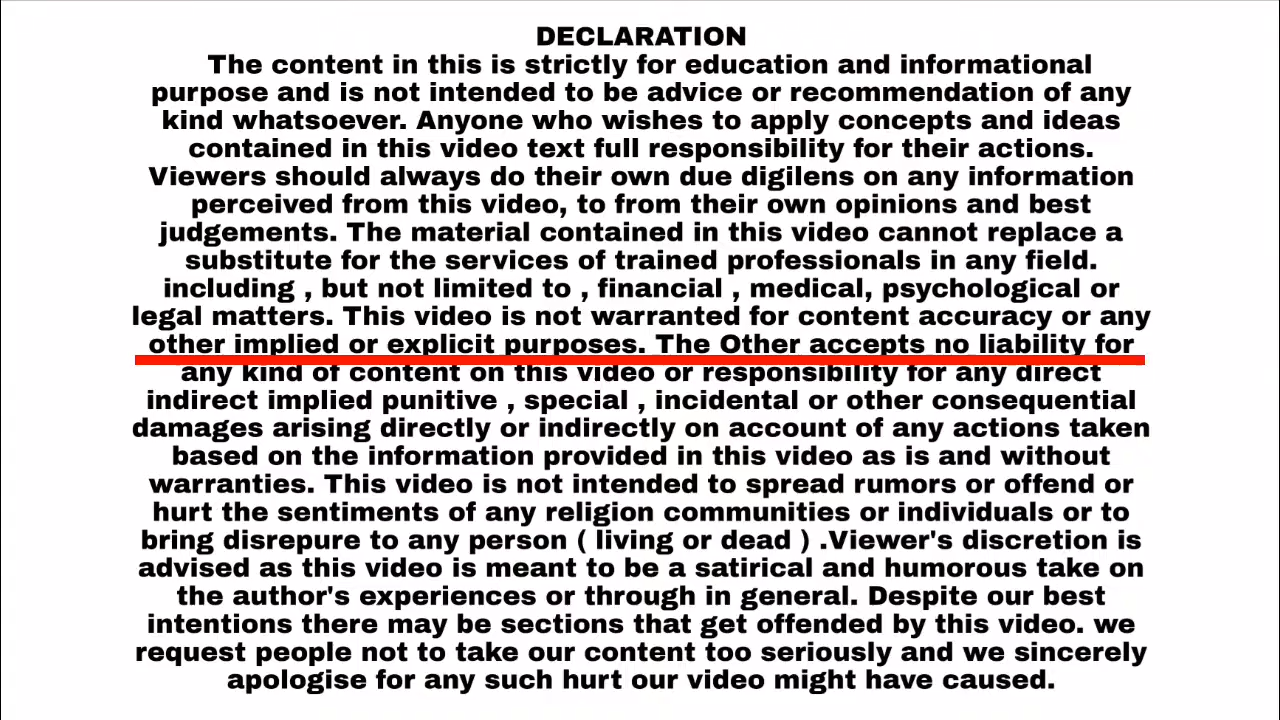 DECLARATION
The content in this is strictly for education and informational
purpose and is not intended to be advice or recommendation of any
kind whatsoever. Anyone who wishes to apply concepts and ideas
contained in this video text full responsibility for their actions.
Viewers should always do their own due digilens on any information
perceived from this video, to from their own opinions and best
judgements. The material contained in this video cannot replace a
substitute for the services of trained professionals in any field.
including , but not limited to , financial , medical, psychological or
legal matters. This video is not warranted for content accuracy or any
other implied or explicit purposes. The Other accepts no liability for
any kind of content on this video or responsibility for any direct
indirect implied punitive , special , incidental or other consequential
damages arising directly or indirectly on account of any actions taken
based on the information provided in this video as is and without
warranties. This video is not intended to spread rumors or offend or
hurt the sentiments of any religion communities or individuals or to
bring disrepure to any person ( living or dead ) .Viewer's discretion is
advised as this video is meant to be a satirical and humorous take on
the author's experiences or through in general. Despite our best
intentions there may be sections that get offended by this video. we
request people not to take our content too seriously and we sincerely
apologise for any such hurt our video might have caused.